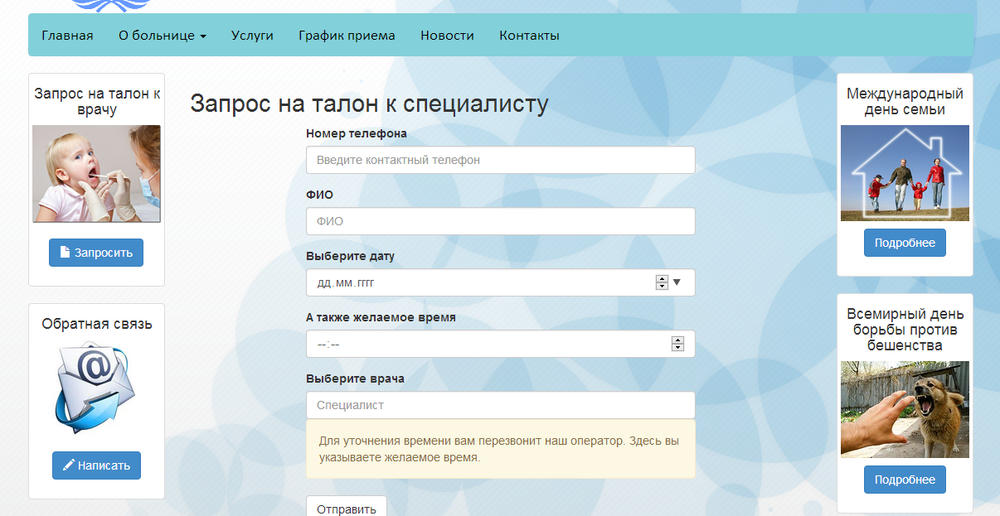 Главная О больнице Услуги График приема Новости Контакты
Запрос на талон к
врачу
Запросить
Обратная связь
@
Написать
Запрос на талон к специалисту
Номер телефона
Введите контактный телефон
ФИО
ФИО
Выберите дату
дд.мм.гггг
А также желаемое время
--:--
Выберите врача
Специалист
Для уточнения времени вам перезвонит наш оператор. Здесь вы
указываете желаемое время.
Отправить
Международный
день семьи
Подробнее
Всемирный день
борьбы против
бешенства
Подробнее